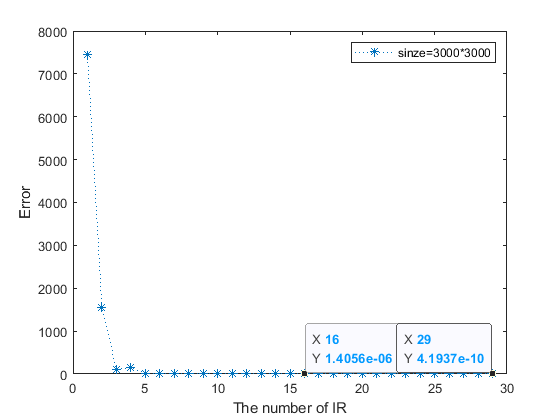 8000
sinze=3000*3000
7000
6000
5000
Error
4000
3000
2000
1000
X 16
Y 1.4056e-06
X 29
Y 4.1937e-10
0
0 5 10 15 20 25 30
The number of IR